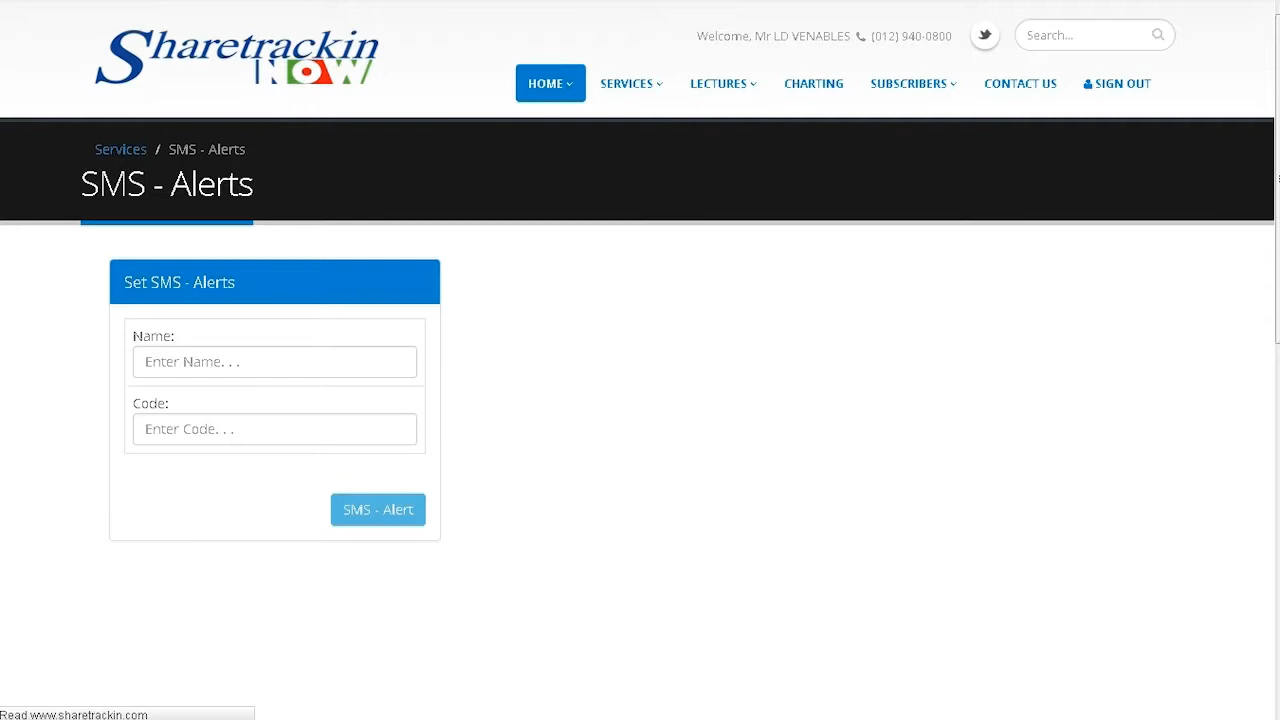 Sharetrackin
NOW
Welcome, Mr LD VENABLES (012) 940-0800
Search...
HOME SERVICES LECTURES CHARTING SUBSCRIBERS CONTACT US SIGN OUT
Services / SMS - Alerts
SMS - Alerts
Set SMS - Alerts
Name:
Enter Name. . .
Code:
Enter Code. . .
SMS - Alert
Read www.sharetrackin.com